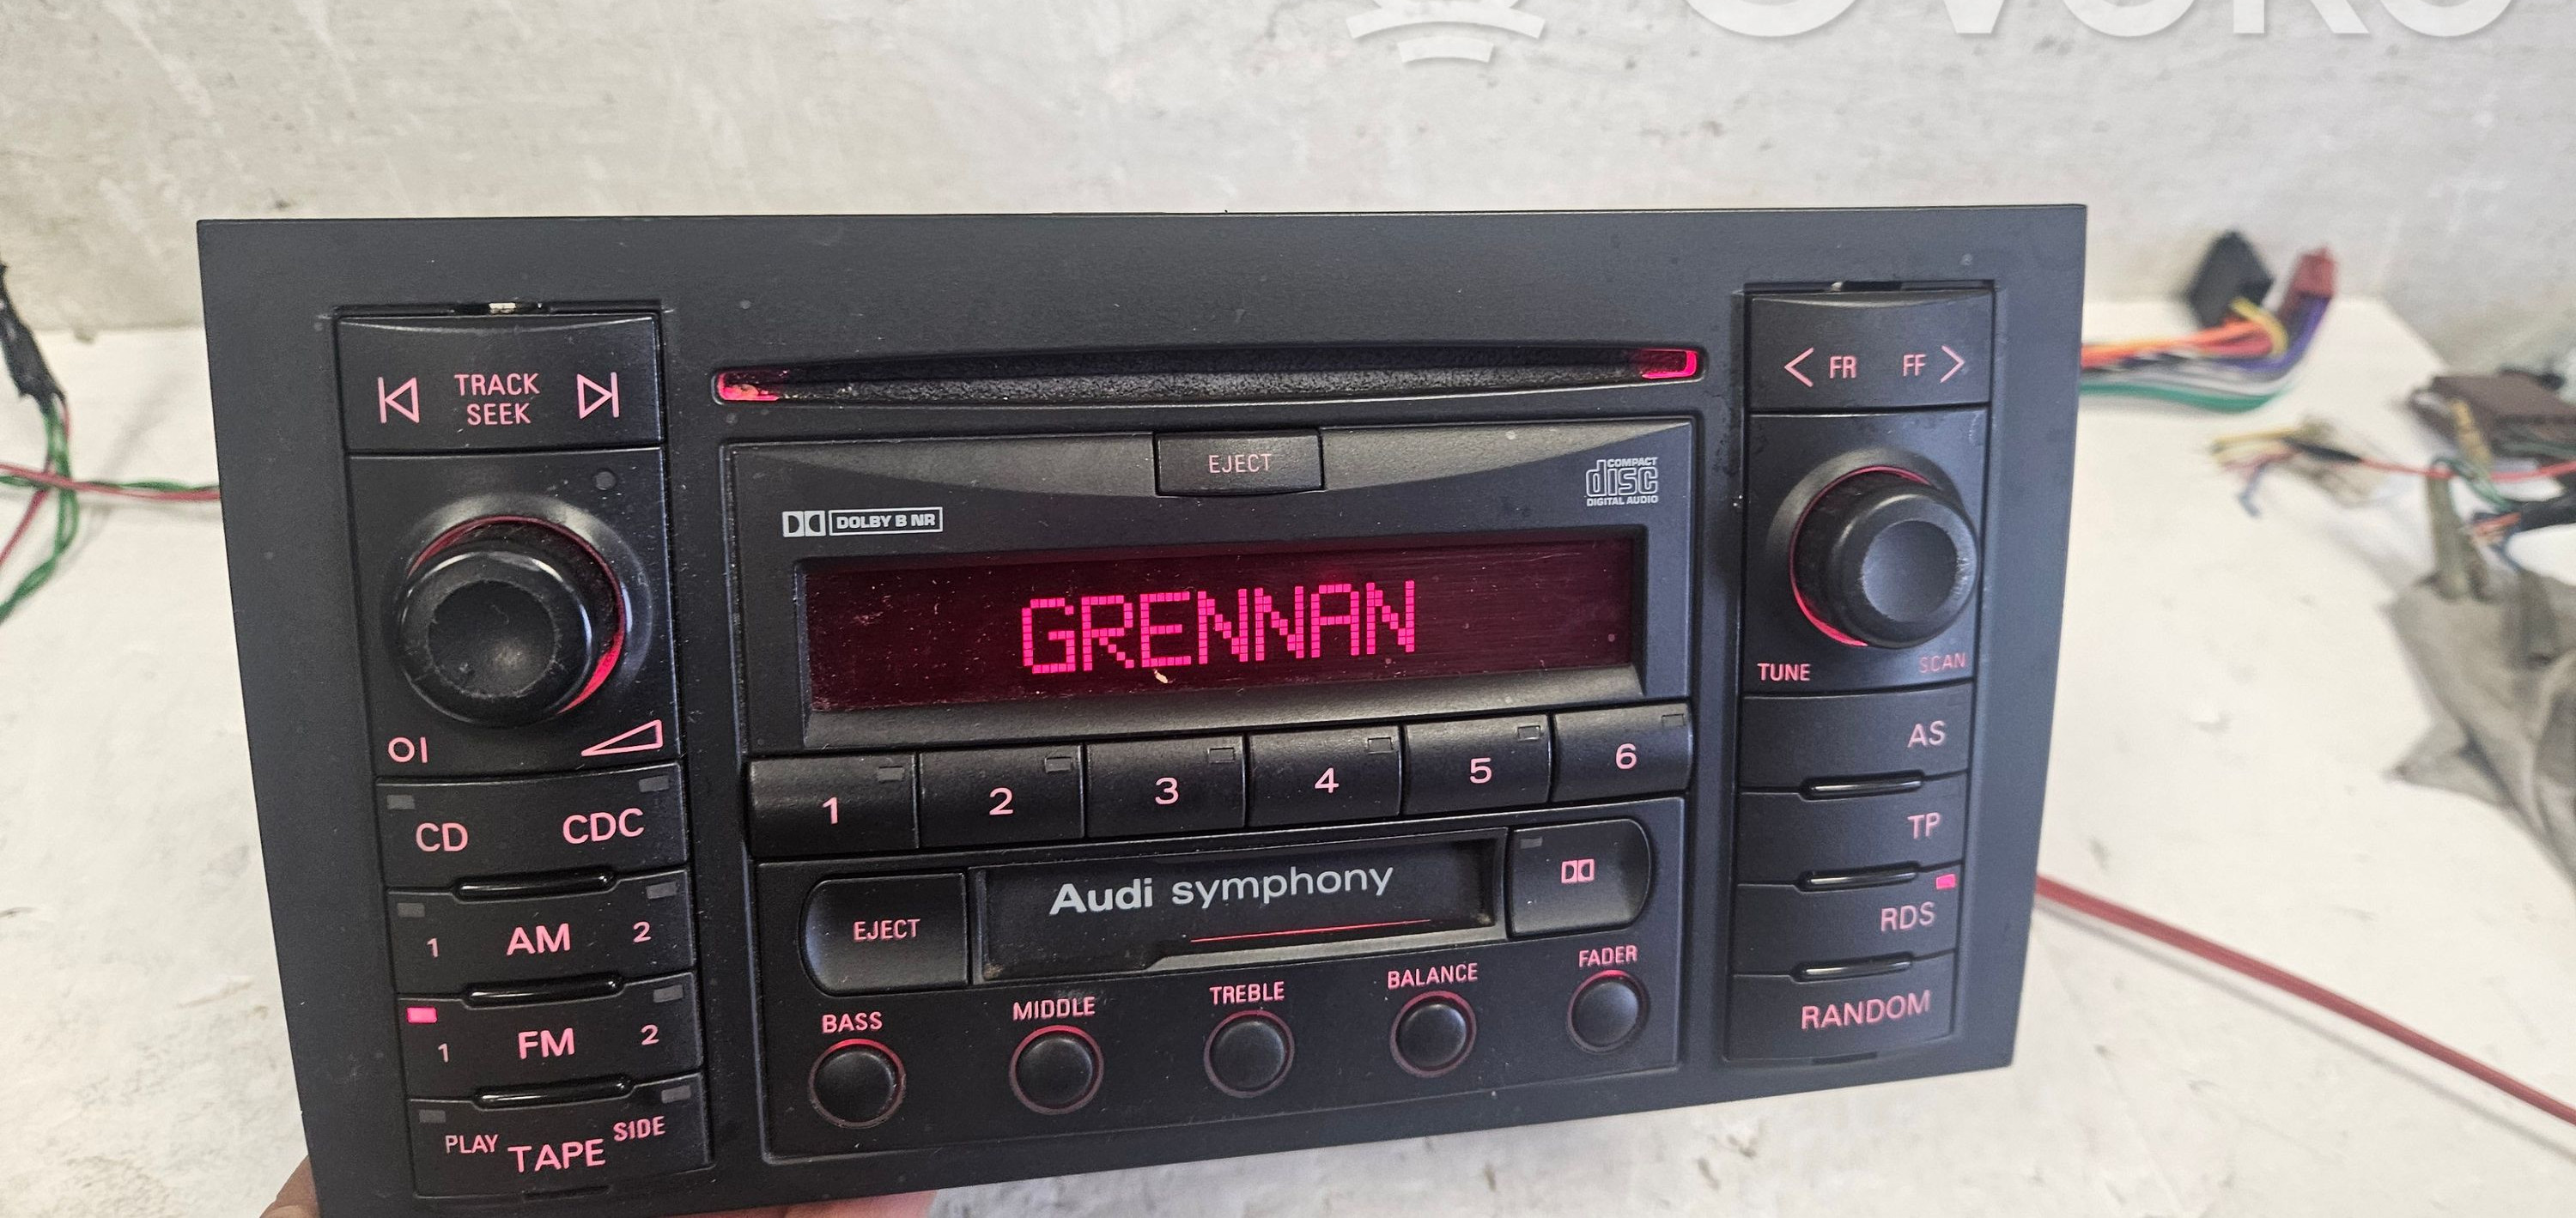 TRACK
SEEK
EJECT
FR FF
COMPACT
disc
DIGITAL AUDIO
DOLBY B NR
GRENNAN
TUNE SCAN
1 2 3 4 5 6
CD CDC
1 AM 2
1 FM 2
PLAY TAPE SIDE
EJECT
Audi symphony
BASS MIDDLE TREBLE BALANCE FADER
AS
TP
RDS
RANDOM